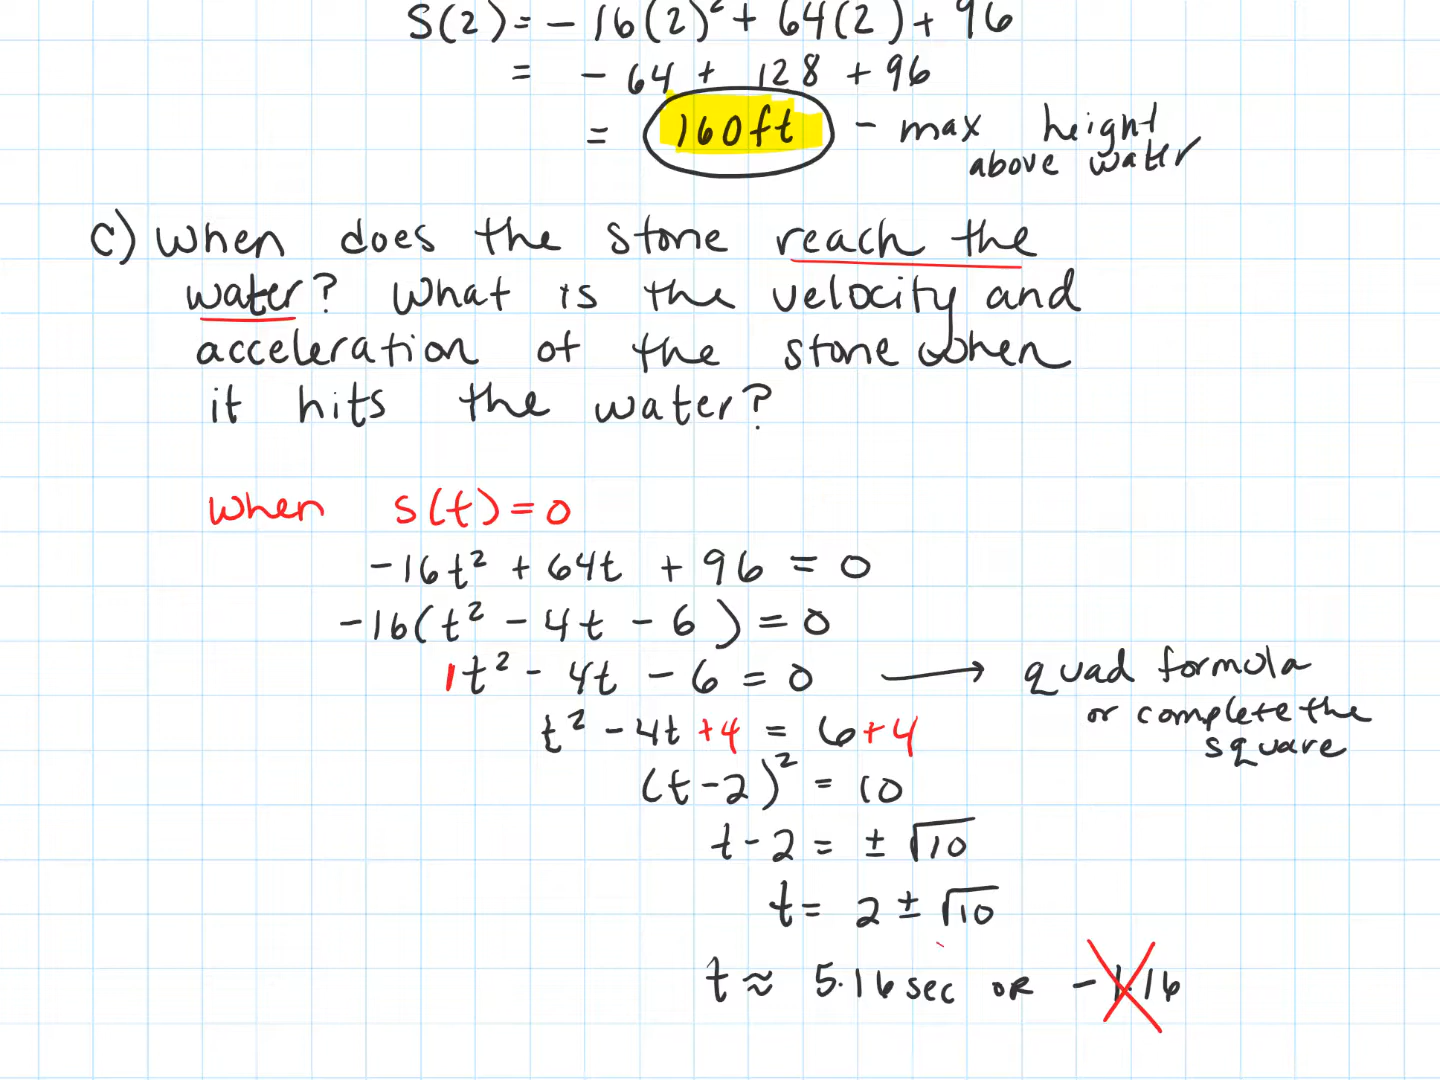 S(2) = - 16(2)² + 64(2) + 96
= - 64 + 128 + 96
= 160ft - max height
above water
c) When does the stone reach the
water? What is the velocity and
acceleration of the stone when
it hits the water?
when s(t) = 0
-16t² + 64t + 96 = 0
-16(t² - 4t - 6) = 0
1t² - 4t - 6 = 0 → quad formula
or complete the
square
t² - 4t + 4 = 6 + 4
(t - 2)² = 10
t - 2 = ± √10
t = 2 ± √10
t ≈ 5.16 sec OR - 1.16